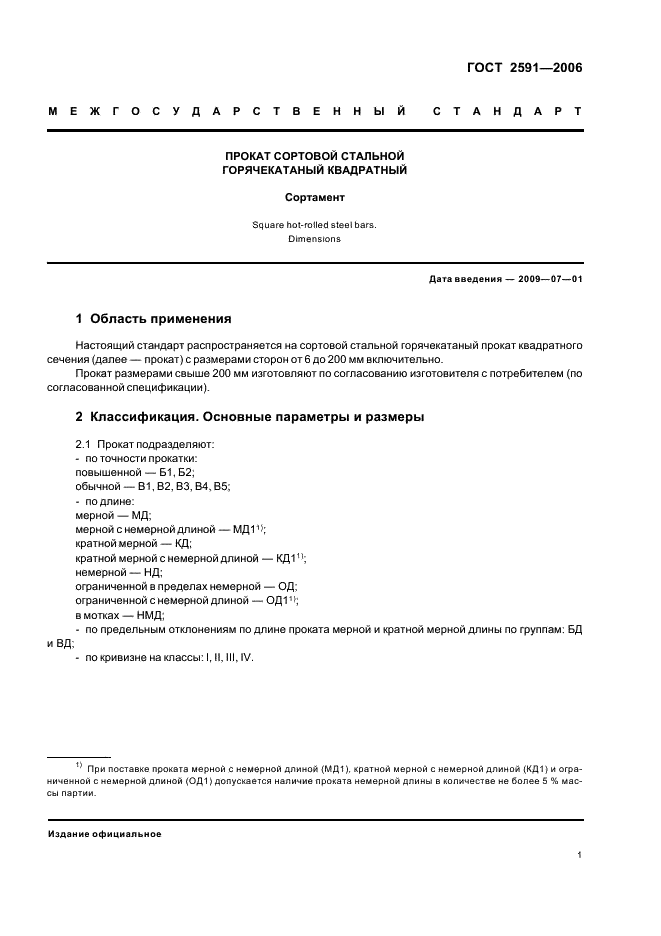 ГОСТ 2591—2006
МЕЖГОСУДАРСТВЕННЫЙ СТАНДАРТ
ПРОКАТ СОРТОВОЙ СТАЛЬНОЙ
ГОРЯЧЕКАТАНЫЙ КВАДРАТНЫЙ
Сортамент
Square hot-rolled steel bars.
Dimensions
Дата введения — 2009—07—01
1 Область применения
Настоящий стандарт распространяется на сортовой стальной горячекатаный прокат квадратного
сечения (далее — прокат) с размерами сторон от 6 до 200 мм включительно.
Прокат размерами свыше 200 мм изготовляют по согласованию изготовителя с потребителем (по
согласованной спецификации).
2 Классификация. Основные параметры и размеры
2.1 Прокат подразделяют:
- по точности прокатки:
повышенной — Б1, Б2;
обычной — В1, В2, В3, В4, В5;
- по длине:
мерной — МД;
мерной с немерной длиной — МД1¹⁾;
кратной мерной — КД;
кратной мерной с немерной длиной — КД1¹⁾;
немерной — НД;
ограниченной в пределах немерной — ОД;
ограниченной с немерной длиной — ОД1¹⁾;
в мотках — НМД;
- по предельным отклонениям по длине проката мерной и кратной мерной длины по группам: БД
и ВД;
- по кривизне на классы: I, II, III, IV.
¹⁾ При поставке проката мерной с немерной длиной (МД1), кратной мерной с немерной длиной (КД1) и огра-
ниченной с немерной длиной (ОД1) допускается наличие проката немерной длины в количестве не более 5 % мас-
сы партии.
Издание официальное
1